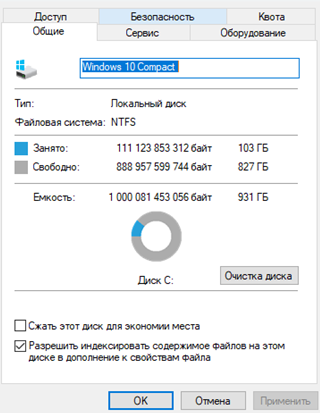 Доступ Безопасность Квота
Общие Сервис Оборудование
Windows 10 Compact
Тип: Локальный диск
Файловая система: NTFS
Занято: 111 123 853 312 байт 103 ГБ
Свободно: 888 957 599 744 байт 827 ГБ
Емкость: 1 000 081 453 056 байт 931 ГБ
Диск C: Очистка диска
Сжать этот диск для экономии места
Разрешить индексировать содержимое файлов на этом
диске в дополнение к свойствам файла
OK Отмена Применить